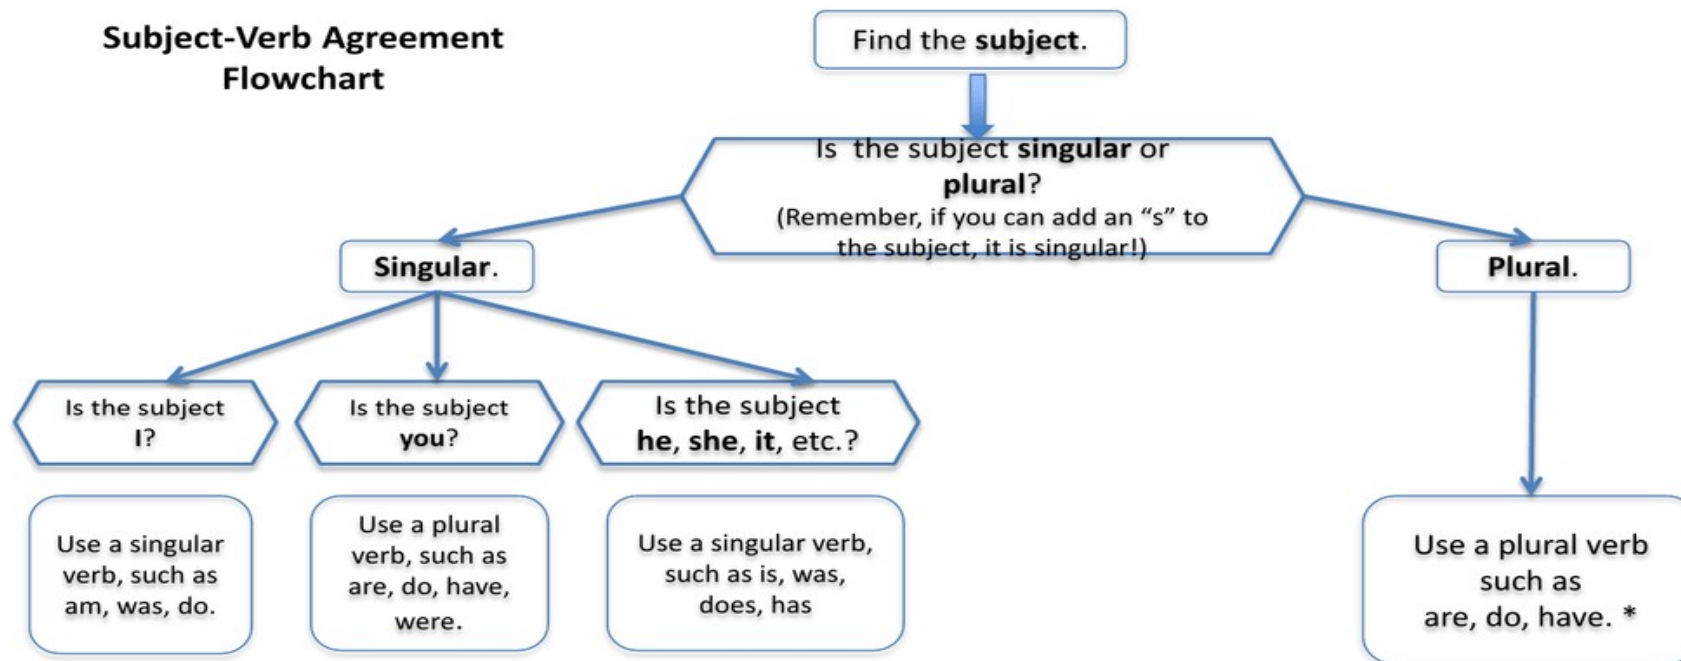 Subject-Verb Agreement
Flowchart
Find the subject.
Is the subject singular or
plural?
(Remember, if you can add an “s” to
the subject, it is singular!)
Singular.
Plural.
Is the subject
I?
Is the subject
you?
Is the subject
he, she, it, etc.?
Use a singular
verb, such as
am, was, do.
Use a plural
verb, such as
are, do, have,
were.
Use a singular verb,
such as is, was,
does, has
Use a plural verb
such as
are, do, have. *